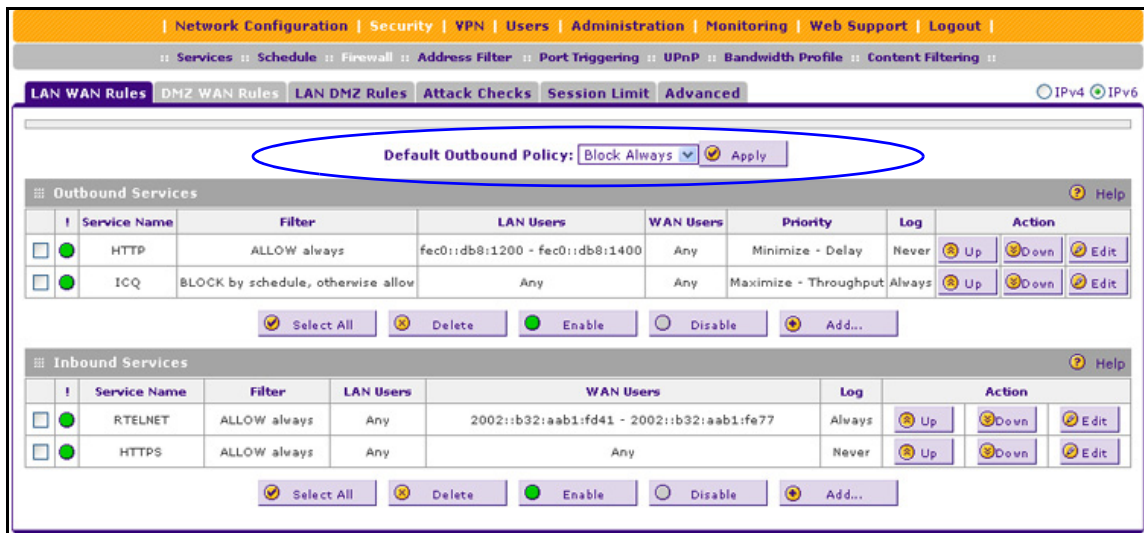 | Network Configuration | Security | VPN | Users | Administration | Monitoring | Web Support | Logout |
:: Services :: Schedule :: Firewall :: Address Filter :: Port Triggering :: UPnP :: Bandwidth Profile :: Content Filtering ::
LAN WAN Rules DMZ WAN Rules LAN DMZ Rules Attack Checks Session Limit Advanced IPv4 IPv6
Default Outbound Policy: Block Always Apply
Outbound Services Help
! Service Name Filter LAN Users WAN Users Priority Log Action
HTTP ALLOW always fec0::db8:1200 - fec0::db8:1400 Any Minimize - Delay Never Up Down Edit
ICQ BLOCK by schedule, otherwise allow Any Any Maximize - Throughput Always Up Down Edit
Select All Delete Enable Disable Add...
Inbound Services Help
! Service Name Filter LAN Users WAN Users Log Action
RTELNET ALLOW always Any 2002::b32:aab1:fd41 - 2002::b32:aab1:fe77 Always Up Down Edit
HTTPS ALLOW always Any Any Never Up Down Edit
Select All Delete Enable Disable Add...